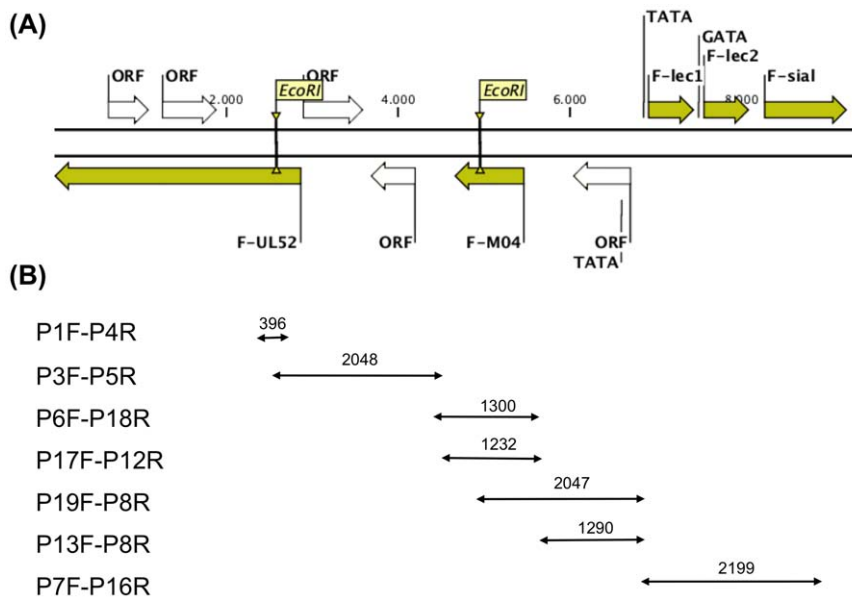 (A)
TATA
GATA
F-lec2
ORF ORF ORF F-lec1 F-sial
EcoRI EcoRI
2.000 4.000 6.000 8.000
F-UL52 ORF F-M04 ORF
TATA
(B)
P1F-P4R 396
P3F-P5R 2048
P6F-P18R 1300
P17F-P12R 1232
P19F-P8R 2047
P13F-P8R 1290
P7F-P16R 2199